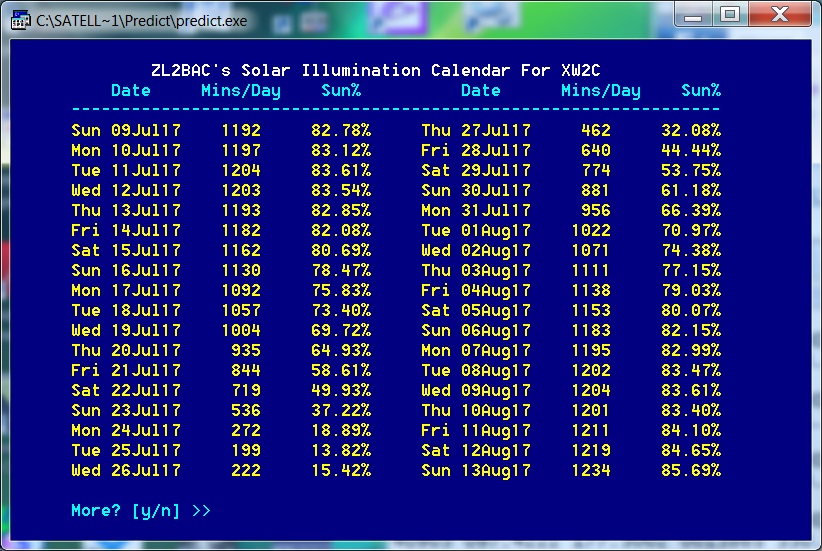 C:\SATELL~1\Predict\predict.exe
ZL2BAC's Solar Illumination Calendar For XW2C
Date Mins/Day Sun% Date Mins/Day Sun%
-----------------------------------------------------------------
Sun 09Jul17 1192 82.78% Thu 27Jul17 462 32.08%
Mon 10Jul17 1197 83.12% Fri 28Jul17 640 44.44%
Tue 11Jul17 1204 83.61% Sat 29Jul17 774 53.75%
Wed 12Jul17 1203 83.54% Sun 30Jul17 881 61.18%
Thu 13Jul17 1193 82.85% Mon 31Jul17 956 66.39%
Fri 14Jul17 1182 82.08% Tue 01Aug17 1022 70.97%
Sat 15Jul17 1162 80.69% Wed 02Aug17 1071 74.38%
Sun 16Jul17 1130 78.47% Thu 03Aug17 1111 77.15%
Mon 17Jul17 1092 75.83% Fri 04Aug17 1138 79.03%
Tue 18Jul17 1057 73.40% Sat 05Aug17 1153 80.07%
Wed 19Jul17 1004 69.72% Sun 06Aug17 1183 82.15%
Thu 20Jul17 935 64.93% Mon 07Aug17 1195 82.99%
Fri 21Jul17 844 58.61% Tue 08Aug17 1202 83.47%
Sat 22Jul17 719 49.93% Wed 09Aug17 1204 83.61%
Sun 23Jul17 536 37.22% Thu 10Aug17 1201 83.40%
Mon 24Jul17 272 18.89% Fri 11Aug17 1211 84.10%
Tue 25Jul17 199 13.82% Sat 12Aug17 1219 84.65%
Wed 26Jul17 222 15.42% Sun 13Aug17 1234 85.69%
More? [y/n] >>